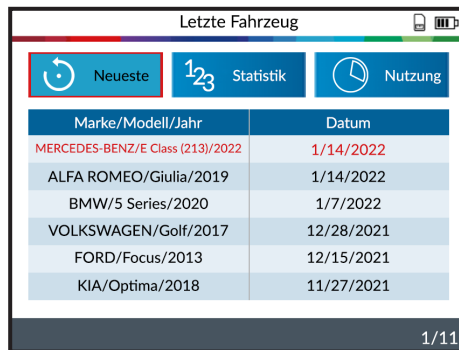 Letzte Fahrzeug
Neueste
123 Statistik
Nutzung
Marke/Modell/Jahr Datum
MERCEDES-BENZ/E Class (213)/2022 1/14/2022
ALFA ROMEO/Giulia/2019 1/14/2022
BMW/5 Series/2020 1/7/2022
VOLKSWAGEN/Golf/2017 12/28/2021
FORD/Focus/2013 12/15/2021
KIA/Optima/2018 11/27/2021
1/11